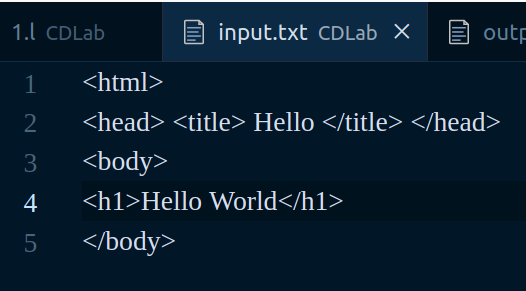 1.l CDLab input.txt CDLab × outp
1 <html>
2 <head> <title> Hello </title> </head>
3 <body>
4 <h1>Hello World</h1>
5 </body>